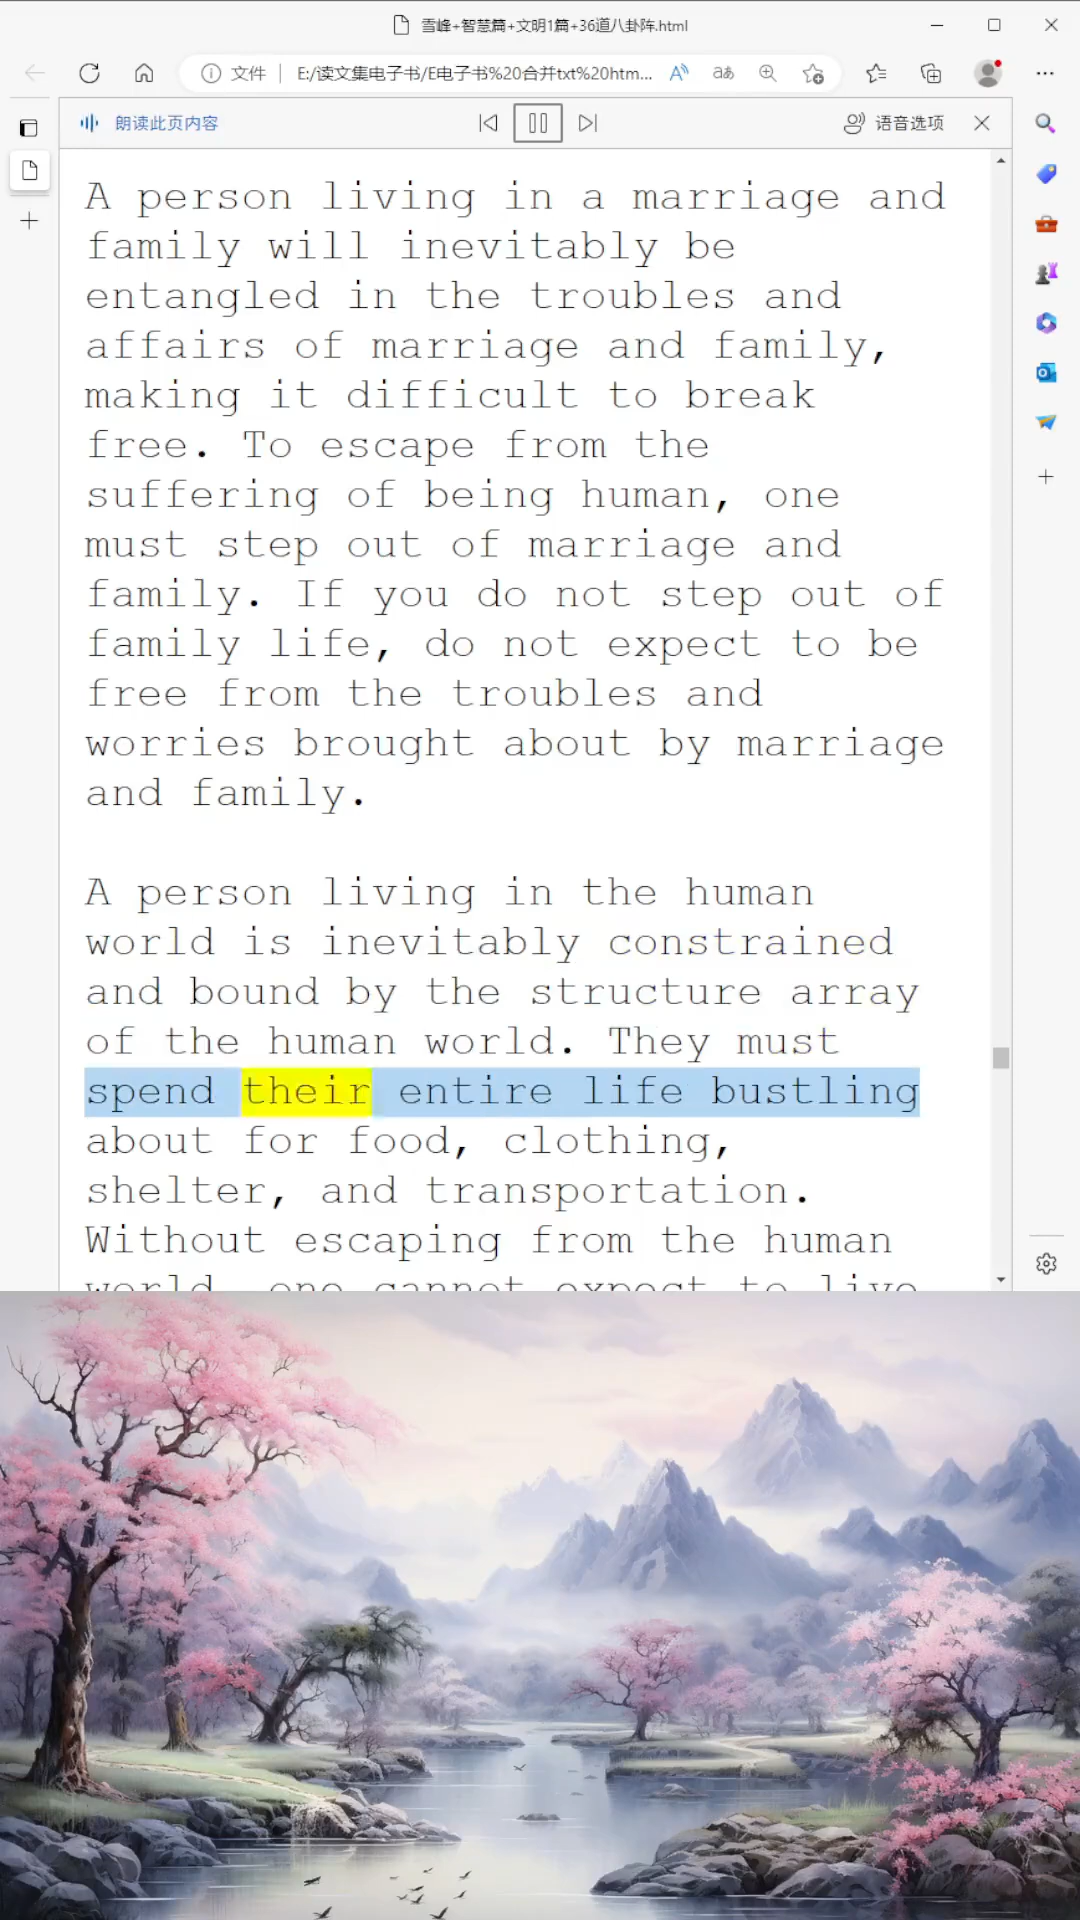 雪峰+智慧篇+文明1篇+36道八卦阵.html
文件 E:/读文集电子书/E电子书%20合并txt%20htm...
朗读此页内容
语音选项
A person living in a marriage and
family will inevitably be
entangled in the troubles and
affairs of marriage and family,
making it difficult to break
free. To escape from the
suffering of being human, one
must step out of marriage and
family. If you do not step out of
family life, do not expect to be
free from the troubles and
worries brought about by marriage
and family.
A person living in the human
world is inevitably constrained
and bound by the structure array
of the human world. They must
spend their entire life bustling
about for food, clothing,
shelter, and transportation.
Without escaping from the human
world, one cannot expect to live